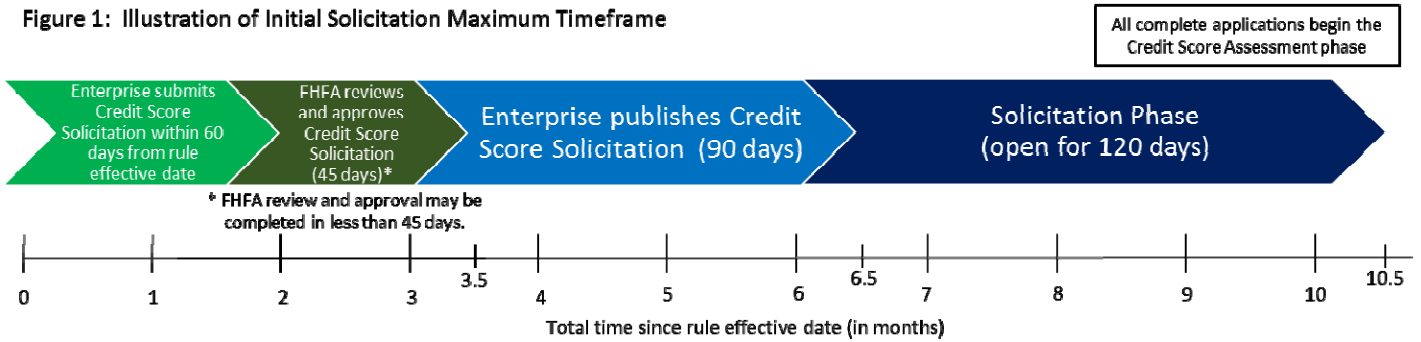 Figure 1: Illustration of Initial Solicitation Maximum Timeframe
All complete applications begin the
Credit Score Assessment phase
Enterprise submits
Credit Score
Solicitation within 60
days from rule
effective date
FHFA reviews
and approves
Credit Score
Solicitation
(45 days)*
Enterprise publishes Credit
Score Solicitation (90 days)
Solicitation Phase
(open for 120 days)
* FHFA review and approval may be
completed in less than 45 days.
0 1 2 3 3.5 4 5 6 6.5 7 8 9 10 10.5
Total time since rule effective date (in months)